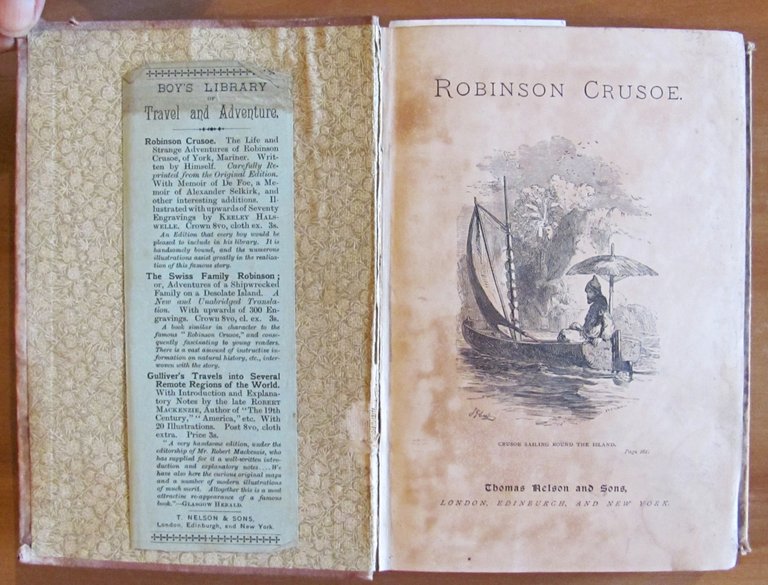 BOY'S LIBRARY
OF
Travel and Adventure.
Robinson Crusoe. The Life and
Strange Adventures of Robinson
Crusoe, of York, Mariner. Writ-
ten by Himself. Carefully Re-
printed from the Original Edition.
With Memoir of De Foe, a Me-
moir of Alexander Selkirk, and
other interesting additions. Il-
lustrated with upwards of Seventy
Engravings by KEELEY HALS-
WELLE. Crown 8vo, cloth ex. 3s.
An Edition that every boy would be
pleased to include in his library. It is
handsomely bound, and the numerous
illustrations assist greatly in the realiza-
tion of this famous story.
The Swiss Family Robinson;
or, Adventures of a Shipwrecked
Family on a Desolate Island. A
New and Unabridged Transla-
tion. With upwards of 300 En-
gravings. Crown 8vo, cl. ex. 3s.
A book similar in character to the
famous "Robinson Crusoe," and conse-
quently fascinating to young readers.
There is a vast amount of instructive in-
formation on natural history, etc., inter-
woven with the story.
Gulliver's Travels into Several
Remote Regions of the World.
With Introduction and Explana-
tory Notes by the late ROBERT
MACKENZIE, Author of "The 19th
Century," "America," etc. With
20 Illustrations. Post 8vo, cloth
extra. Price 3s.
"A very handsome edition, under the
editorship of Mr. Robert Mackenzie, who
has supplied for it a well-written intro-
duction and explanatory notes....We
have also here the curious original maps
and a number of modern illustrations
of much merit. Altogether this is a most
attractive re-appearance of a famous
book."—GLASGOW HERALD.
T. NELSON & SONS,
London, Edinburgh, and New York.
ROBINSON CRUSOE.
CRUSOE SAILING ROUND THE ISLAND.
Page 161.
Thomas Nelson and Sons,
LONDON, EDINBURGH, AND NEW YORK.